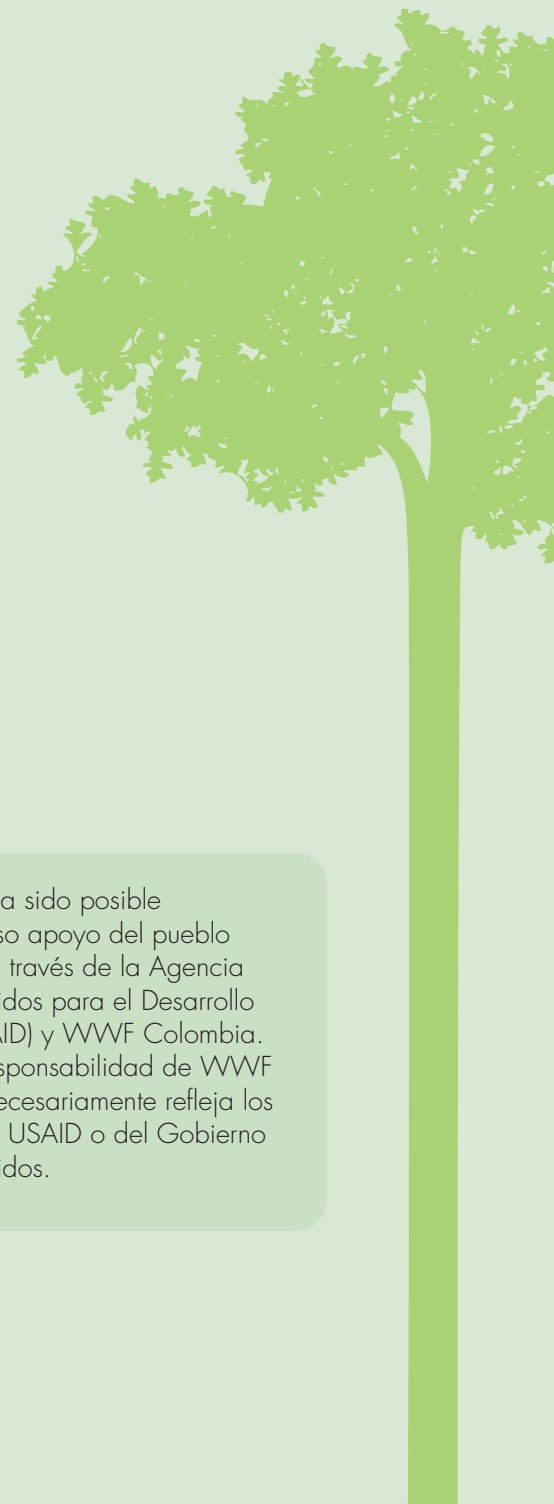 a sido posible
so apoyo del pueblo
través de la Agencia
idos para el Desarrollo
AID) y WWF Colombia.
sponsabilidad de WWF
ecesariamente refleja los
USAID o del Gobierno
idos.